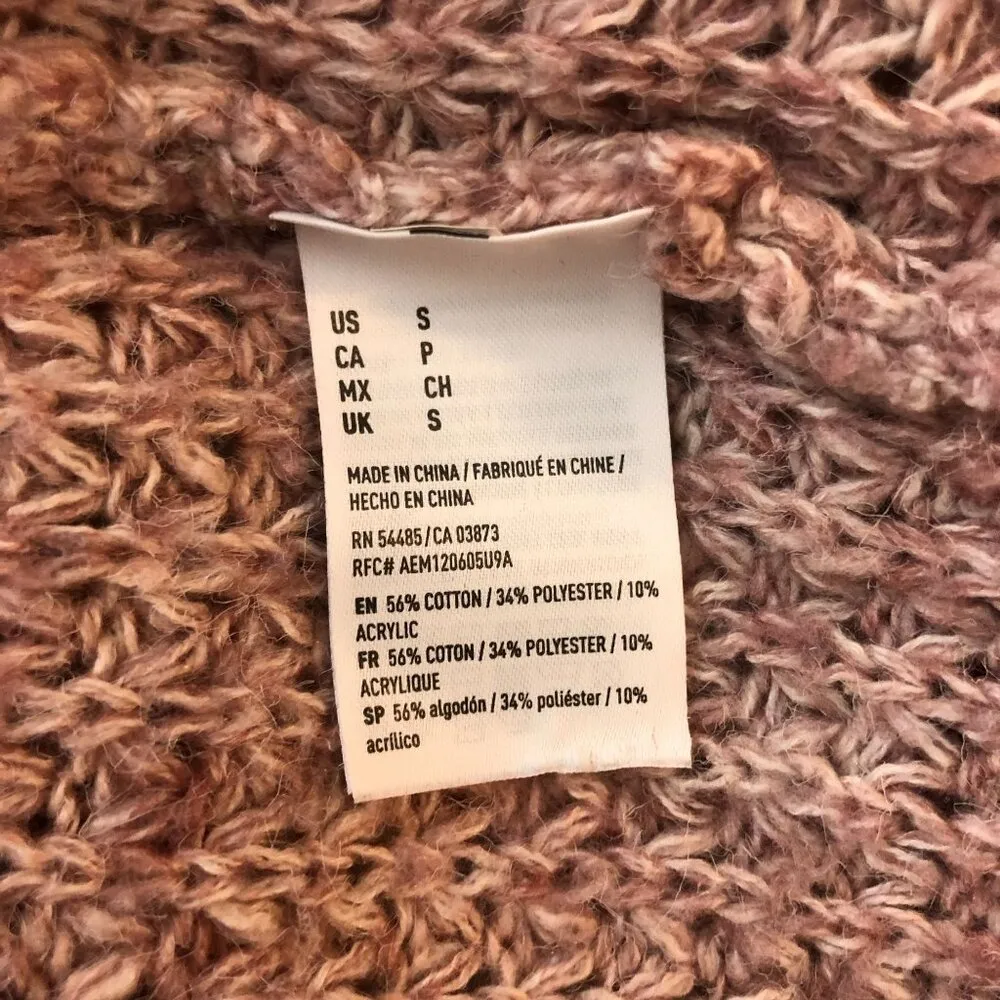 US S
CA P
MX CH
UK S
MADE IN CHINA / FABRIQUÉ EN CHINE /
HECHO EN CHINA
RN 54485/CA 03873
RFC# AEM120605U9A
EN 56% COTTON / 34% POLYESTER / 10%
ACRYLIC
FR 56% COTON / 34% POLYESTER / 10%
ACRYLIQUE
SP 56% algodón / 34% poliéster / 10%
acrílico